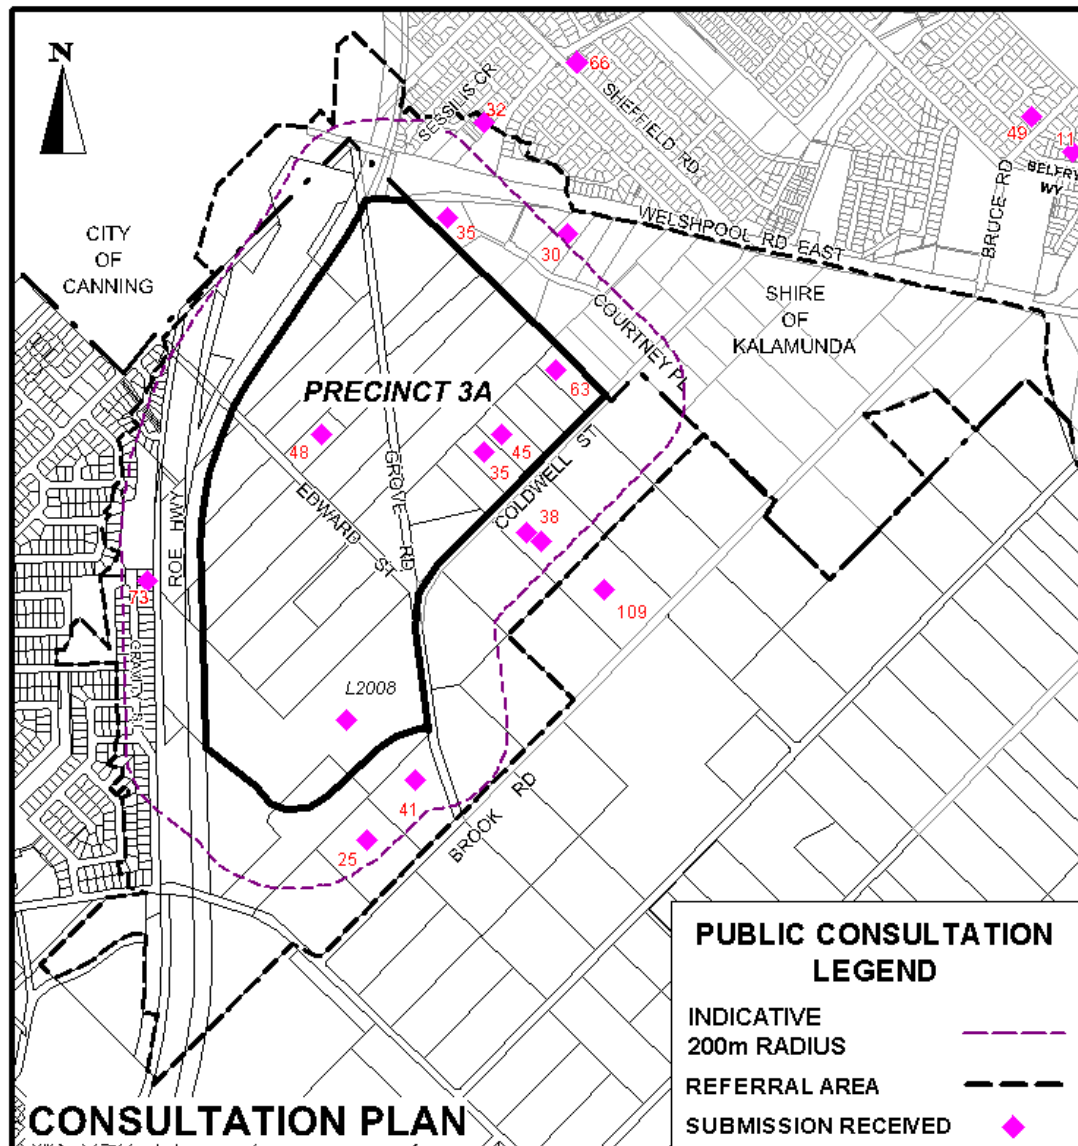 N
SESSILIS CR
66
SHEFFIELD RD
32
49
11
BELFRY
WY
BRUCE RD
CITY
OF
CANNING
35
30
WELSHPOOL RD EAST
SHIRE
OF
KALAMUNDA
COURTNEY PL
PRECINCT 3A
63
48
45
35
GROVE RD
COLDWELL ST
EDWARD ST
38
ROE HWY
73
109
GRAVITY ST
L2008
41
25
BROOK RD
PUBLIC CONSULTATION
LEGEND
INDICATIVE
200m RADIUS
REFERRAL AREA
SUBMISSION RECEIVED
CONSULTATION PLAN